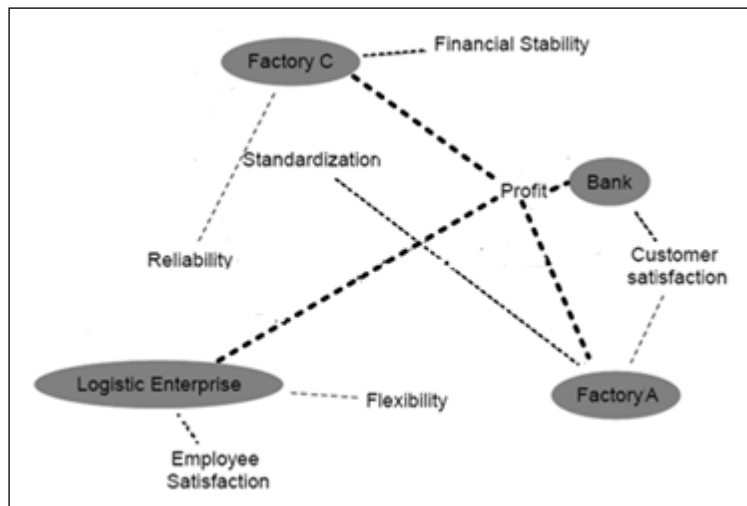 Financial Stability
Factory C
Standardization
Profit
Bank
Reliability
Customer
satisfaction
Logistic Enterprise
Flexibility
Factory A
Employee
Satisfaction